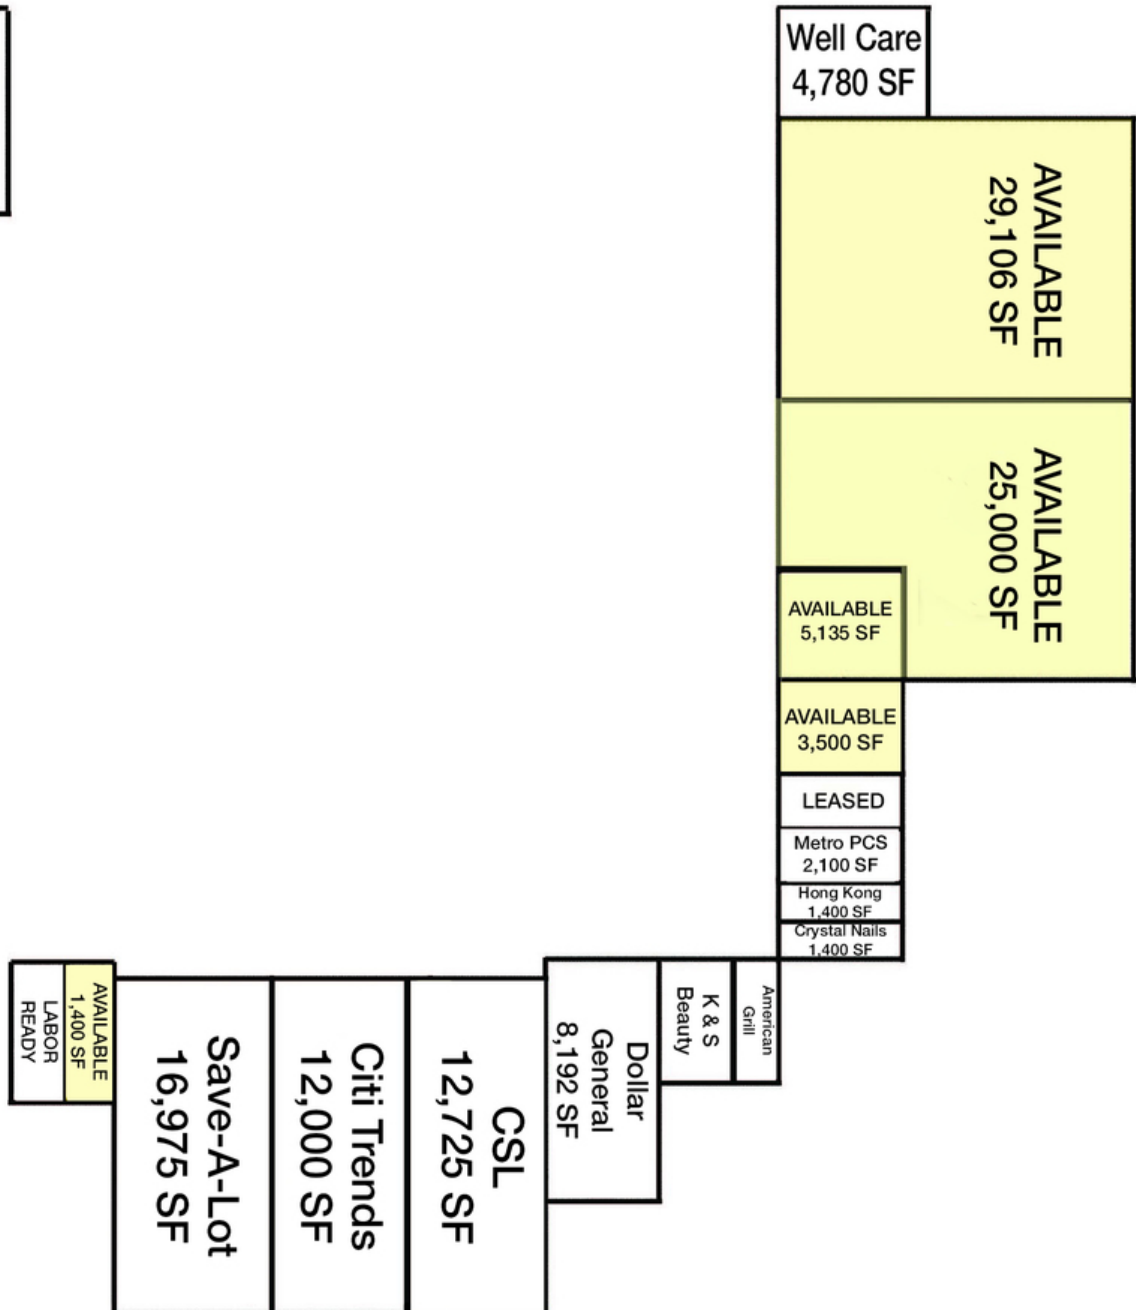 Well Care
4,780 SF
AVAILABLE
29,106 SF
AVAILABLE
25,000 SF
AVAILABLE
5,135 SF
AVAILABLE
3,500 SF
LEASED
Metro PCS
2,100 SF
Hong Kong
1,400 SF
Crystal Nails
1,400 SF
American
Grill
K & S
Beauty
Dollar
General
8,192 SF
CSL
12,725 SF
Citi Trends
12,000 SF
Save-A-Lot
16,975 SF
AVAILABLE
1,400 SF
LABOR
READY